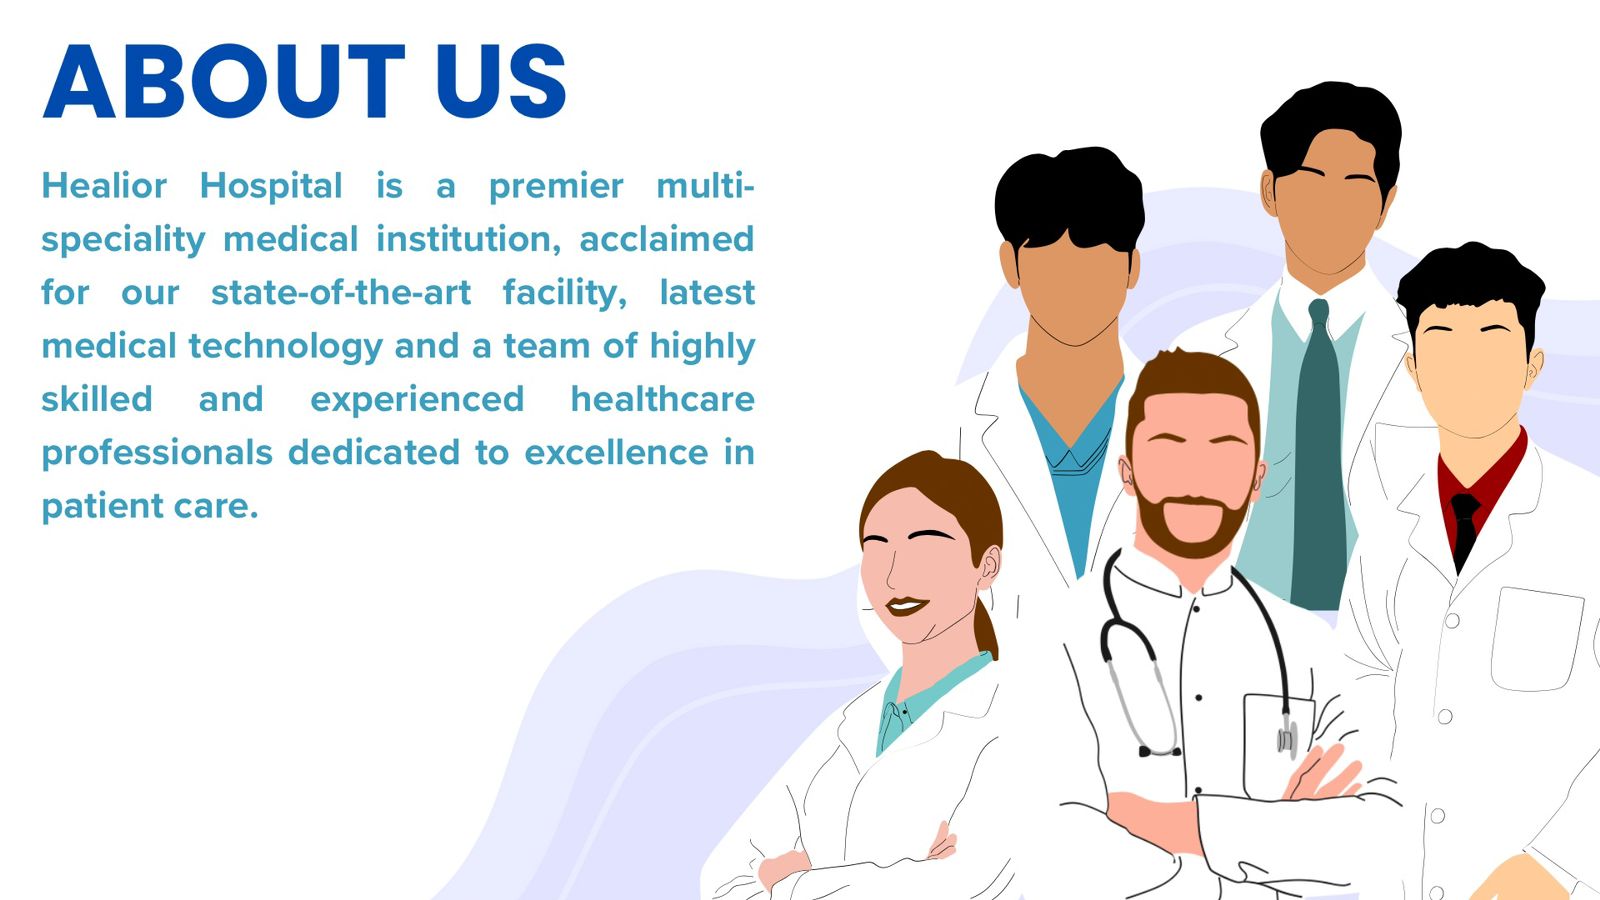 ABOUT US
Healior Hospital is a premier multi-
speciality medical institution, acclaimed
for our state-of-the-art facility, latest
medical technology and a team of highly
skilled and experienced healthcare
professionals dedicated to excellence in
patient care.